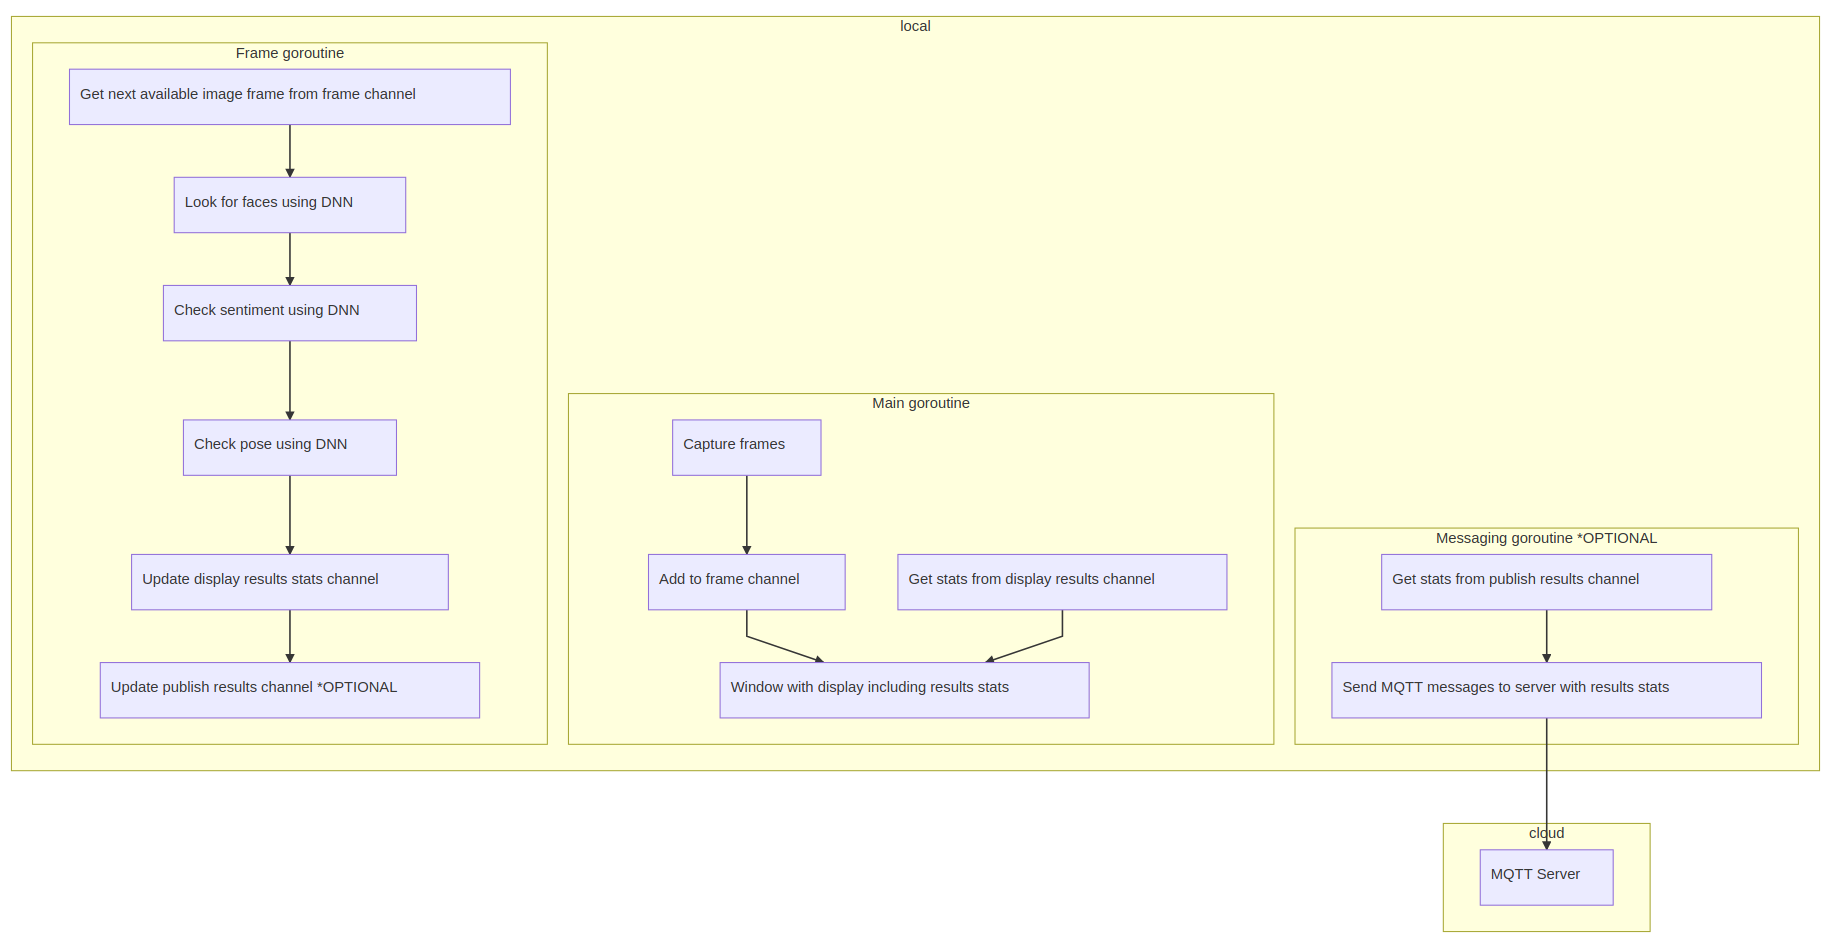 local
Frame goroutine
Get next available image frame from frame channel
Look for faces using DNN
Check sentiment using DNN
Check pose using DNN
Update display results stats channel
Update publish results channel *OPTIONAL
Main goroutine
Capture frames
Add to frame channel
Get stats from display results channel
Window with display including results stats
Messaging goroutine *OPTIONAL
Get stats from publish results channel
Send MQTT messages to server with results stats
cloud
MQTT Server